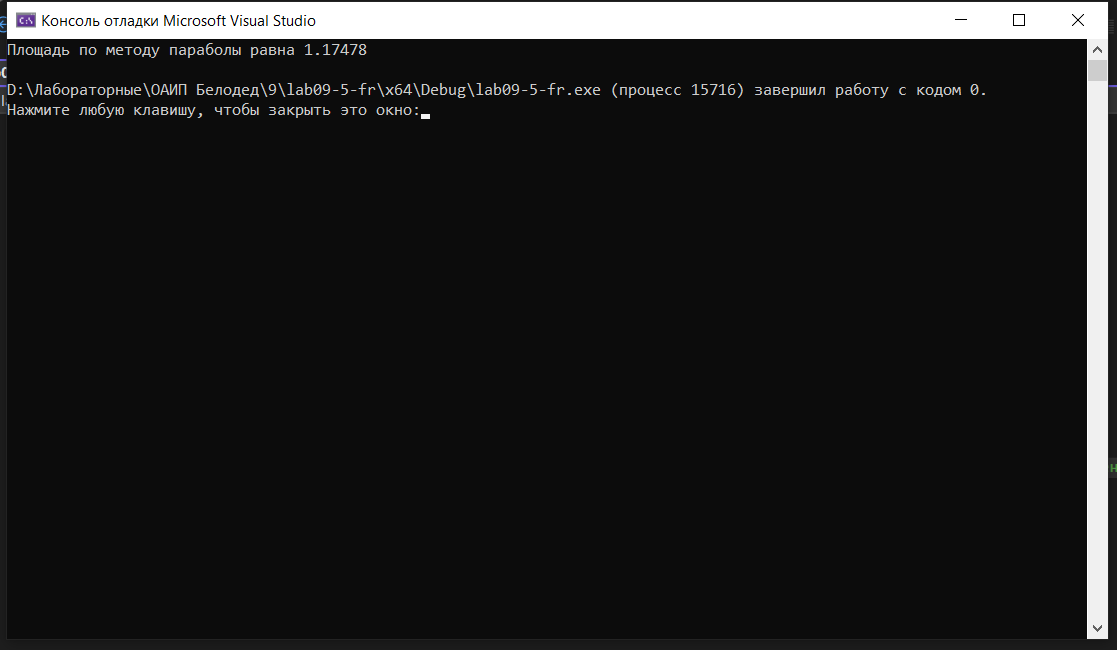 Консоль отладки Microsoft Visual Studio
Площадь по методу параболы равна 1.17478
D:\Лабораторные\ОАИП Белодед\9\lab09-5-fr\x64\Debug\lab09-5-fr.exe (процесс 15716) завершил работу с кодом 0.
Нажмите любую клавишу, чтобы закрыть это окно: